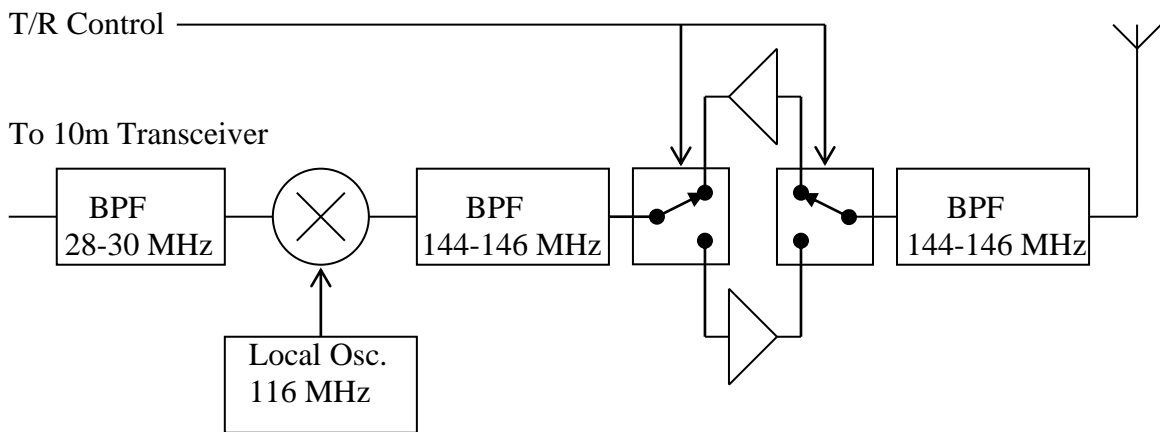 T/R Control
To 10m Transceiver
BPF
28-30 MHz
BPF
144-146 MHz
BPF
144-146 MHz
Local Osc.
116 MHz